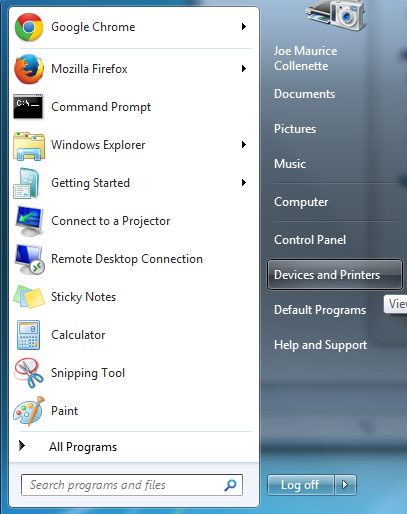 Google Chrome
Mozilla Firefox
C:\_
Command Prompt
Windows Explorer
Getting Started
Connect to a Projector
Remote Desktop Connection
Sticky Notes
Calculator
Snipping Tool
Paint
All Programs
Search programs and files
Joe Maurice
Collenette
Documents
Pictures
Music
Computer
Control Panel
Devices and Printers
View
Default Programs
Help and Support
Log off